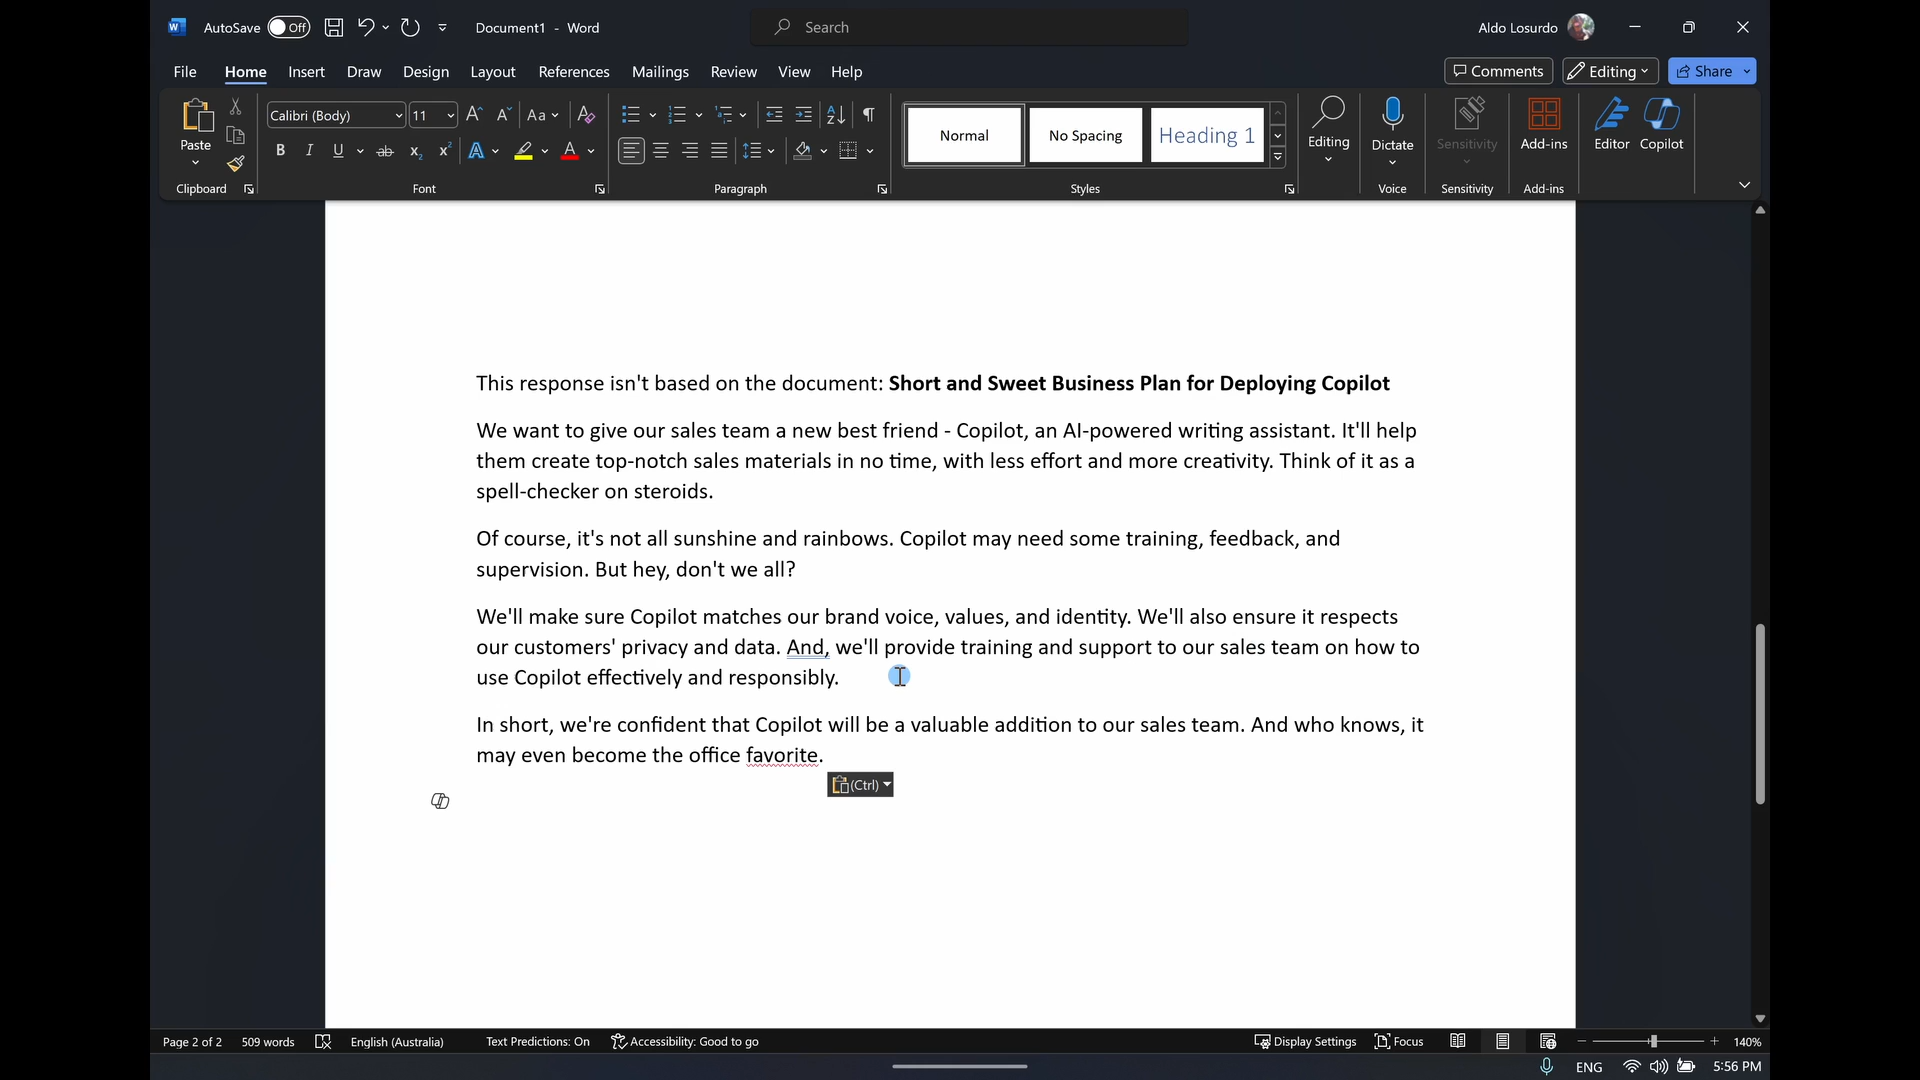 AutoSave Off Document1 - Word Search Aldo Losurdo
File Home Insert Draw Design Layout References Mailings Review View Help Comments Editing Share
Paste Calibri (Body) 11 A A Aa A Normal No Spacing Heading 1 Editing Dictate Sensitivity Add-ins Editor Copilot
B I U ab x2 x2 A A
Clipboard Font Paragraph Styles Voice Sensitivity Add-ins
This response isn't based on the document: Short and Sweet Business Plan for Deploying Copilot
We want to give our sales team a new best friend - Copilot, an AI-powered writing assistant. It'll help
them create top-notch sales materials in no time, with less effort and more creativity. Think of it as a
spell-checker on steroids.
Of course, it's not all sunshine and rainbows. Copilot may need some training, feedback, and
supervision. But hey, don't we all?
We'll make sure Copilot matches our brand voice, values, and identity. We'll also ensure it respects
our customers' privacy and data. And, we'll provide training and support to our sales team on how to
use Copilot effectively and responsibly.
In short, we're confident that Copilot will be a valuable addition to our sales team. And who knows, it
may even become the office favorite.
(Ctrl)
Page 2 of 2 509 words English (Australia) Text Predictions: On Accessibility: Good to go Display Settings Focus 140%
ENG 5:56 PM